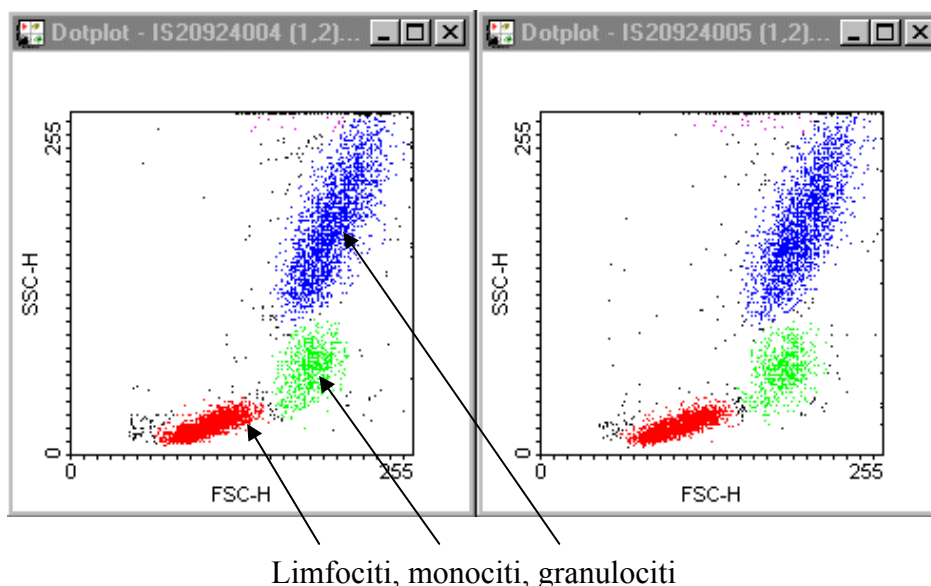 Dotplot - IS20924004 (1,2)...
255
SSC-H
0
0
255
FSC-H
Dotplot - IS20924005 (1,2)...
255
SSC-H
0
0
255
FSC-H
Limfociti, monociti, granulociti